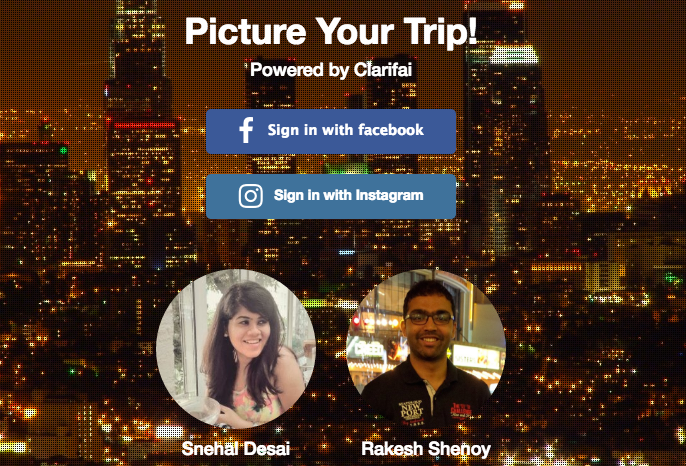 Picture Your Trip!
Powered by Clarifai
Sign in with facebook
Sign in with Instagram
Snehal Desai
Rakesh Shenoy